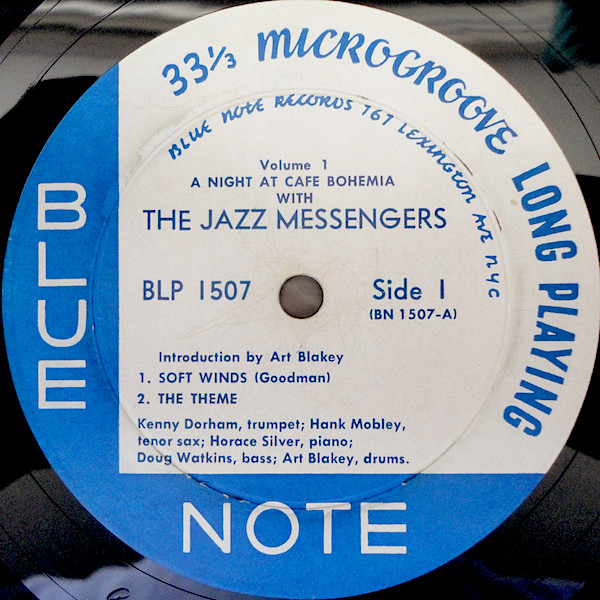 33⅓ MICROGROOVE LONG PLAYING
BLUE NOTE RECORDS 767 LEXINGTON AVE NYC
Volume 1
A NIGHT AT CAFE BOHEMIA
WITH
THE JAZZ MESSENGERS
BLP 1507
Side 1
(BN 1507-A)
Introduction by Art Blakey
1. SOFT WINDS (Goodman)
2. THE THEME
Kenny Dorham, trumpet; Hank Mobley,
tenor sax; Horace Silver, piano;
Doug Watkins, bass; Art Blakey, drums.
BLUE
NOTE